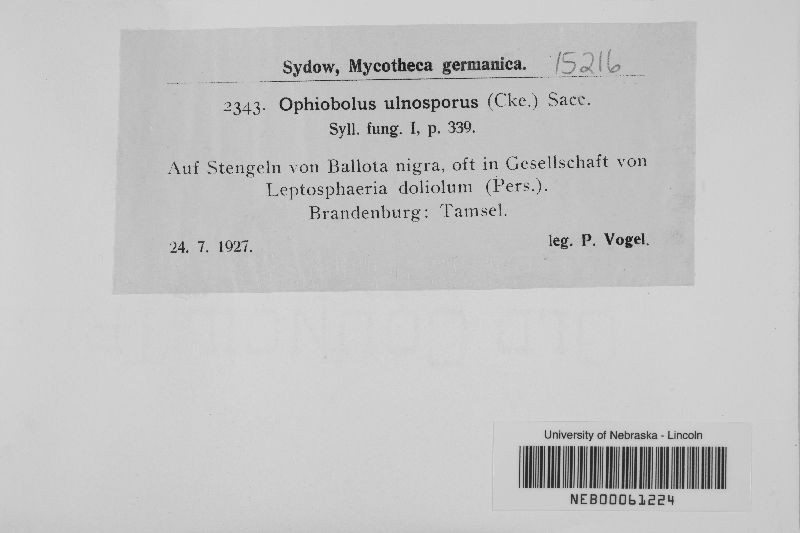 Sydow, Mycotheca germanica. 15216
2343. Ophiobolus ulnosporus (Cke.) Sacc.
Syll. fung. I, p. 339.
Auf Stengeln von Ballota nigra, oft in Gesellschaft von
Leptosphaeria doliolum (Pers.).
Brandenburg: Tamsel.
24. 7. 1927. leg. P. Vogel.
University of Nebraska - Lincoln
NEB00061224